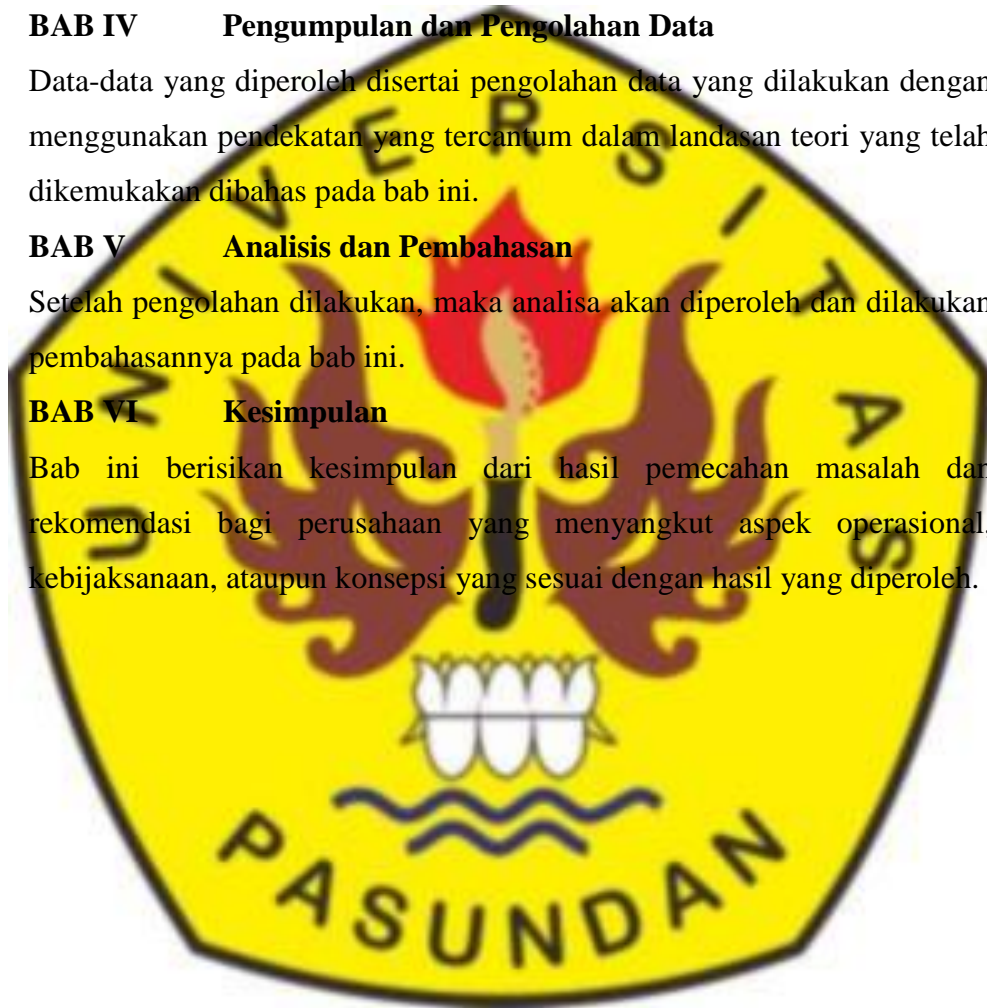 BAB IV Pengumpulan dan Pengolahan Data
Data-data yang diperoleh disertai pengolahan data yang dilakukan dengan
menggunakan pendekatan yang tercantum dalam landasan teori yang telah
dikemukakan dibahas pada bab ini.
BAB V Analisis dan Pembahasan
Setelah pengolahan dilakukan, maka analisa akan diperoleh dan dilakukan
pembahasannya pada bab ini.
BAB VI Kesimpulan
Bab ini berisikan kesimpulan dari hasil pemecahan masalah dan
rekomendasi bagi perusahaan yang menyangkut aspek operasional,
kebijaksanaan, ataupun konsepsi yang sesuai dengan hasil yang diperoleh.
UNIVERSITAS
PASUNDAN